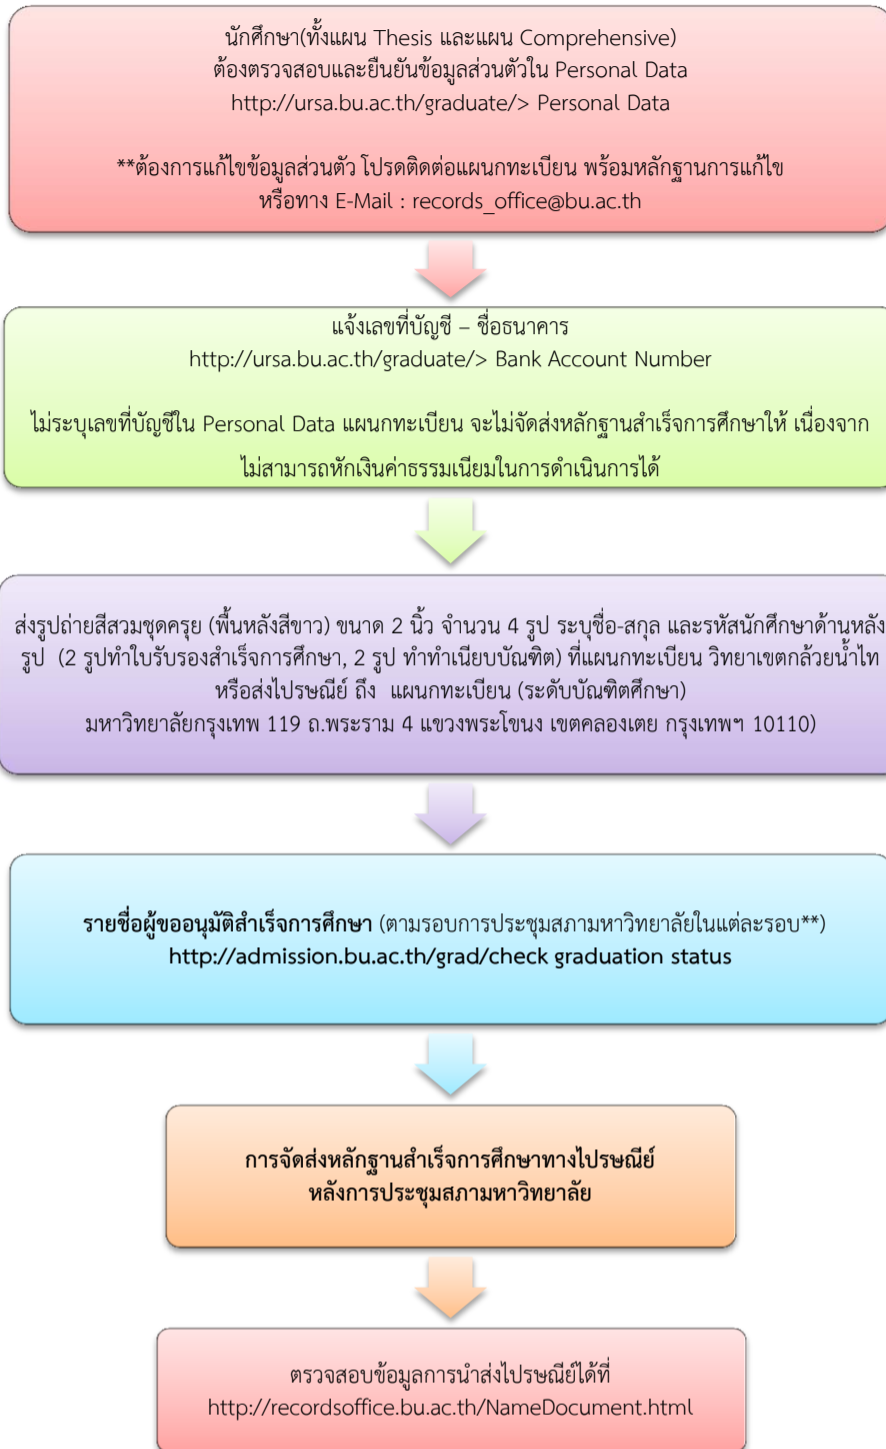 นักศึกษา(ทั้งแผน Thesis และแผน Comprehensive)
ต้องตรวจสอบและยืนยันข้อมูลส่วนตัวใน Personal Data
http://ursa.bu.ac.th/graduate/> Personal Data
**ต้องการแก้ไขข้อมูลส่วนตัว โปรดติดต่อแผนกทะเบียน พร้อมหลักฐานการแก้ไข
หรือทาง E-Mail : records_office@bu.ac.th
แจ้งเลขที่บัญชี – ชื่อธนาคาร
http://ursa.bu.ac.th/graduate/> Bank Account Number
ไม่ระบุเลขที่บัญชีใน Personal Data แผนกทะเบียน จะไม่จัดส่งหลักฐานสำเร็จการศึกษาให้ เนื่องจาก
ไม่สามารถหักเงินค่าธรรมเนียมในการดำเนินการได้
ส่งรูปถ่ายสีสวมชุดครุย (พื้นหลังสีขาว) ขนาด 2 นิ้ว จำนวน 4 รูป ระบุชื่อ-สกุล และรหัสนักศึกษาด้านหลัง
รูป (2 รูปทำใบรับรองสำเร็จการศึกษา, 2 รูป ทำทำเนียบบัณฑิต) ที่แผนกทะเบียน วิทยาเขตกล้วยน้ำไท
หรือส่งไปรษณีย์ ถึง แผนกทะเบียน (ระดับบัณฑิตศึกษา)
มหาวิทยาลัยกรุงเทพ 119 ถ.พระราม 4 แขวงพระโขนง เขตคลองเตย กรุงเทพฯ 10110)
รายชื่อผู้ขออนุมัติสำเร็จการศึกษา (ตามรอบการประชุมสภามหาวิทยาลัยในแต่ละรอบ**)
http://admission.bu.ac.th/grad/check graduation status
การจัดส่งหลักฐานสำเร็จการศึกษาทางไปรษณีย์
หลังการประชุมสภามหาวิทยาลัย
ตรวจสอบข้อมูลการนำส่งไปรษณีย์ได้ที่
http://recordsoffice.bu.ac.th/NameDocument.html